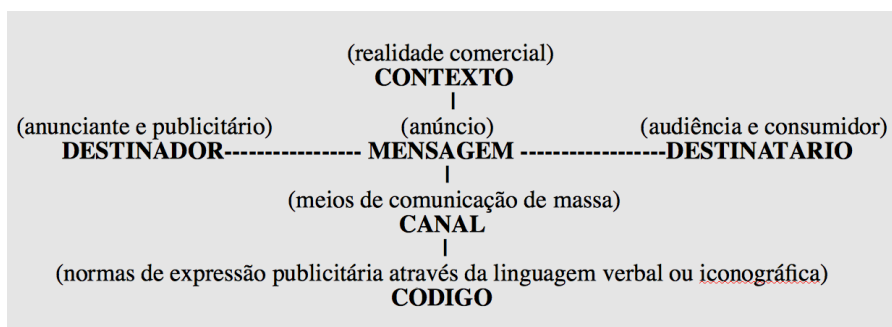 (realidade comercial)
CONTEXTO
(anunciante e publicitário) (anúncio) (audiência e consumidor)
DESTINADOR---------------- MENSAGEM -----------------DESTINATARIO
(meios de comunicação de massa)
CANAL
(normas de expressão publicitária através da linguagem verbal ou iconográfica)
CODIGO